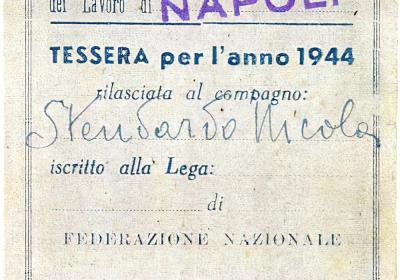 del Lavoro di NAPOLI
TESSERA per l'anno 1944
rilasciata al compagno:
Stendardo Nicola
iscritto alla Lega:
di
FEDERAZIONE NAZIONALE